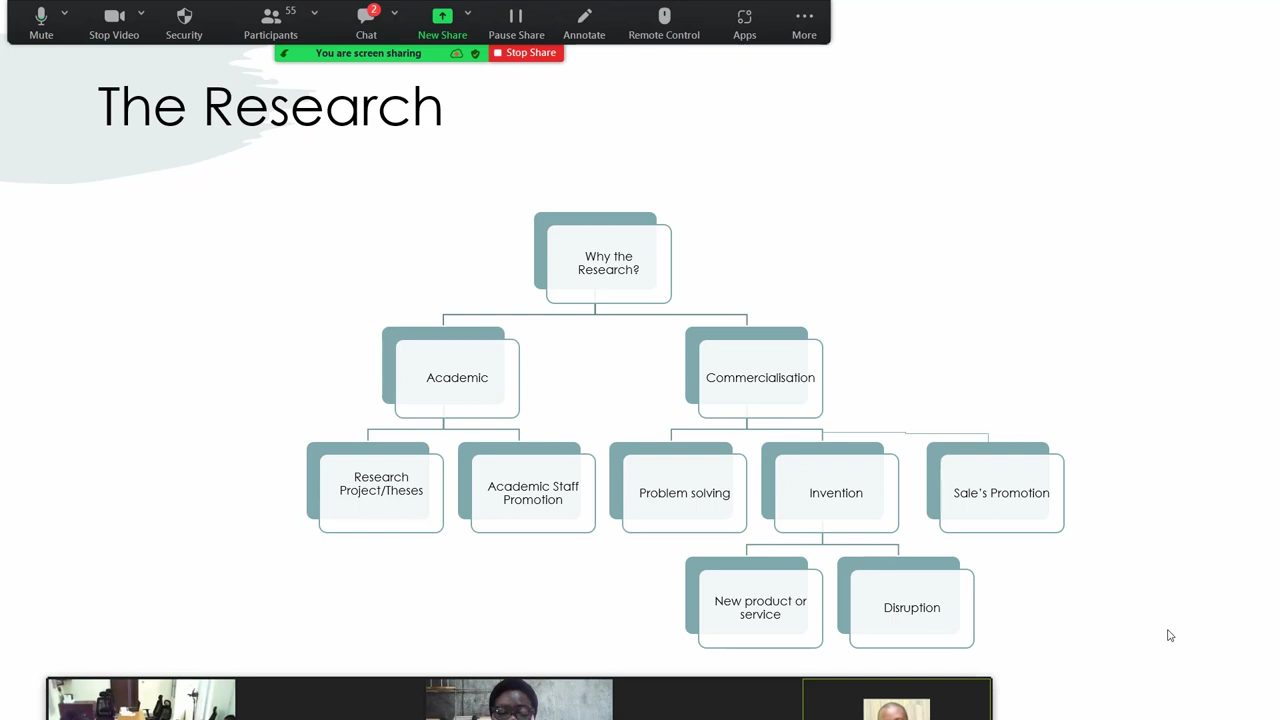 55
2
Mute
Stop Video
Security
Participants
Chat
New Share
Pause Share
Annotate
Remote Control
Apps
More
You are screen sharing
Stop Share
The Research
Why the
Research?
Academic
Commercialisation
Research
Project/Theses
Academic Staff
Promotion
Problem solving
Invention
Sale's Promotion
New product or
service
Disruption